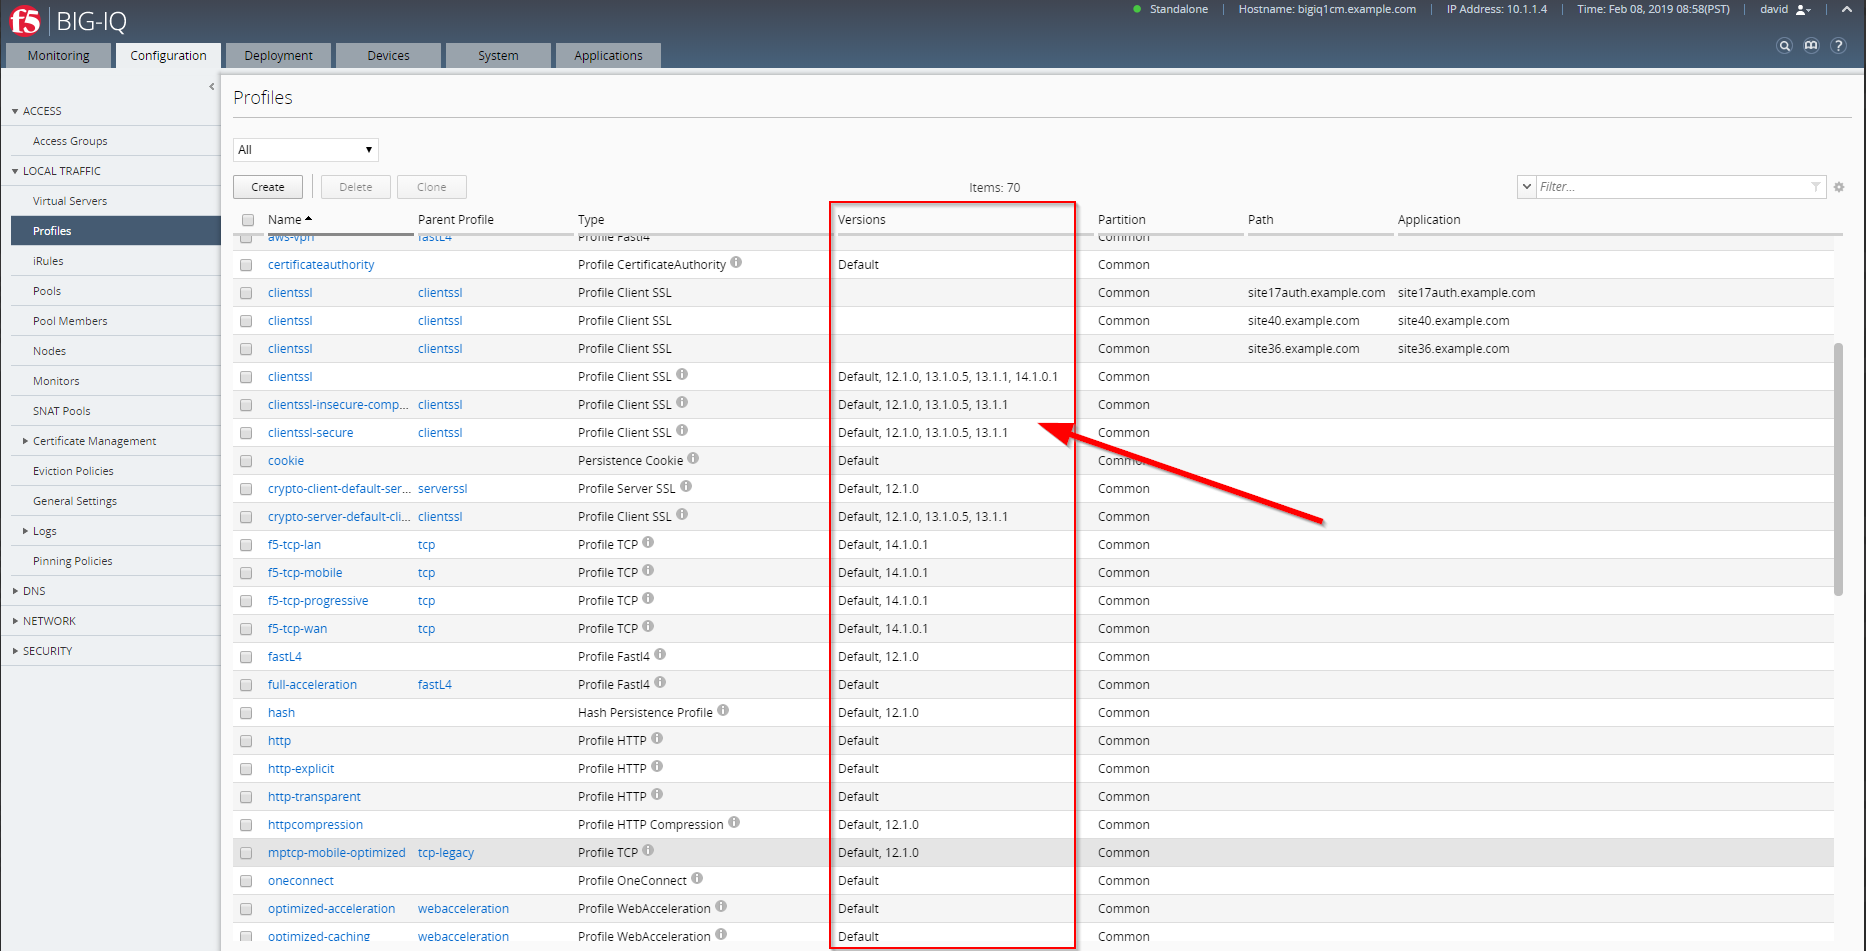 f5 BIG-IQ
Standalone Hostname: bigiq1cm.example.com IP Address: 10.1.1.4 Time: Feb 08, 2019 08:58(PST) david
Monitoring Configuration Deployment Devices System Applications
ACCESS
Access Groups
LOCAL TRAFFIC
Virtual Servers
Profiles
iRules
Pools
Pool Members
Nodes
Monitors
SNAT Pools
Certificate Management
Eviction Policies
General Settings
Logs
Pinning Policies
DNS
NETWORK
SECURITY
Profiles
All
Create Delete Clone Items: 70 Filter...
Name Parent Profile Type Versions Partition Path Application
aws-vpn fastL4 Profile Fastl4 Common
certificateauthority Profile CertificateAuthority Default Common
clientssl clientssl Profile Client SSL Common site17auth.example.com site17auth.example.com
clientssl clientssl Profile Client SSL Common site40.example.com site40.example.com
clientssl clientssl Profile Client SSL Common site36.example.com site36.example.com
clientssl Profile Client SSL Default, 12.1.0, 13.1.0.5, 13.1.1, 14.1.0.1 Common
clientssl-insecure-comp... clientssl Profile Client SSL Default, 12.1.0, 13.1.0.5, 13.1.1 Common
clientssl-secure clientssl Profile Client SSL Default, 12.1.0, 13.1.0.5, 13.1.1 Common
cookie Persistence Cookie Default Common
crypto-client-default-ser... serverssl Profile Server SSL Default, 12.1.0 Common
crypto-server-default-cli... clientssl Profile Client SSL Default, 12.1.0, 13.1.0.5, 13.1.1 Common
f5-tcp-lan tcp Profile TCP Default, 14.1.0.1 Common
f5-tcp-mobile tcp Profile TCP Default, 14.1.0.1 Common
f5-tcp-progressive tcp Profile TCP Default, 14.1.0.1 Common
f5-tcp-wan tcp Profile TCP Default, 14.1.0.1 Common
fastL4 Profile Fastl4 Default, 12.1.0 Common
full-acceleration fastL4 Profile Fastl4 Default Common
hash Hash Persistence Profile Default, 12.1.0 Common
http Profile HTTP Default Common
http-explicit Profile HTTP Default Common
http-transparent Profile HTTP Default Common
httpcompression Profile HTTP Compression Default, 12.1.0 Common
mptcp-mobile-optimized tcp-legacy Profile TCP Default, 12.1.0 Common
oneconnect Profile OneConnect Default Common
optimized-acceleration webacceleration Profile WebAcceleration Default Common
optimized-caching webacceleration Profile WebAcceleration Default Common